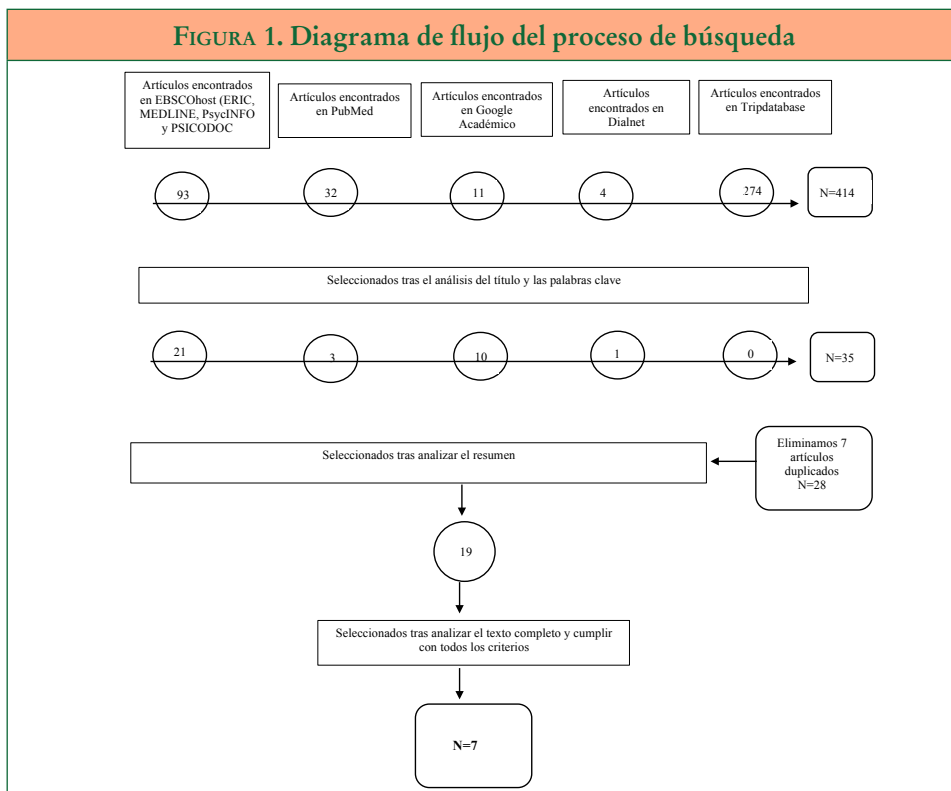 FIGURA 1. Diagrama de flujo del proceso de búsqueda
Artículos encontrados
en EBSCOhost (ERIC,
MEDLINE, PsycINFO
y PSICODOC
Artículos encontrados
en PubMed
Artículos encontrados
en Google
Académico
Artículos
encontrados en
Dialnet
Artículos encontrados
en Tripdatabase
93
32
11
4
274
N=414
Seleccionados tras el análisis del título y las palabras clave
21
3
10
1
0
N=35
Seleccionados tras analizar el resumen
Eliminamos 7
artículos
duplicados
N=28
19
Seleccionados tras analizar el texto completo y cumplir
con todos los criterios
N=7